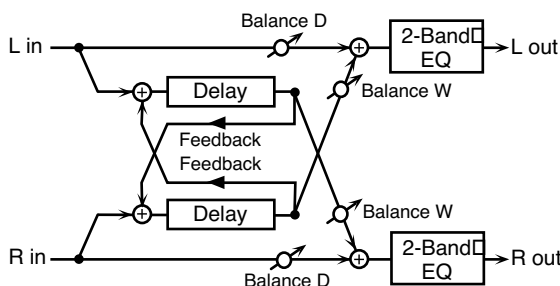 Balance D
L in
2-Band
EQ
L out
Delay
Balance W
Feedback
Feedback
Delay
Balance W
R in
2-Band
EQ
R out
Balance D